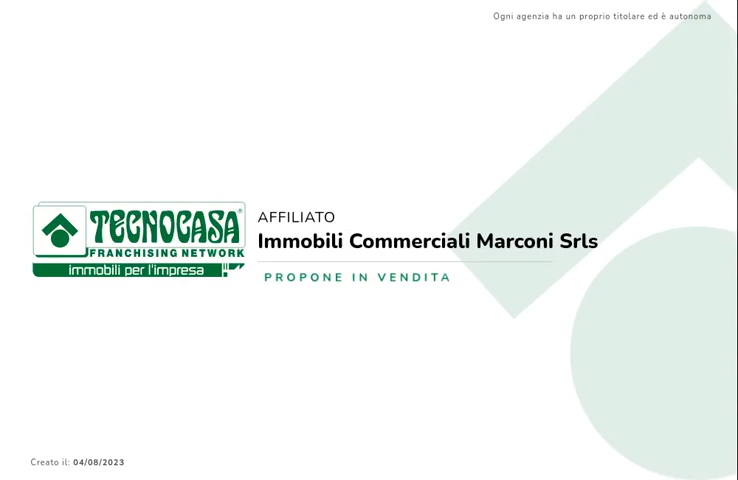 Ogni agenzia ha un proprio titolare ed è autonoma
TECNOCASA®
FRANCHISING NETWORK
immobili per l'impresa
AFFILIATO
Immobili Commerciali Marconi Srls
PROPONE IN VENDITA
Creato il: 04/08/2023